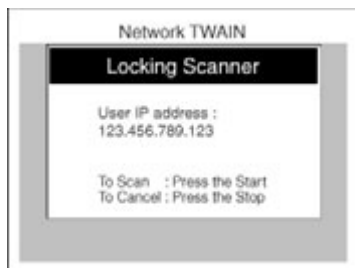 Network TWAIN
Locking Scanner
User IP address :
123.456.789.123
To Scan : Press the Start
To Cancel : Press the Stop